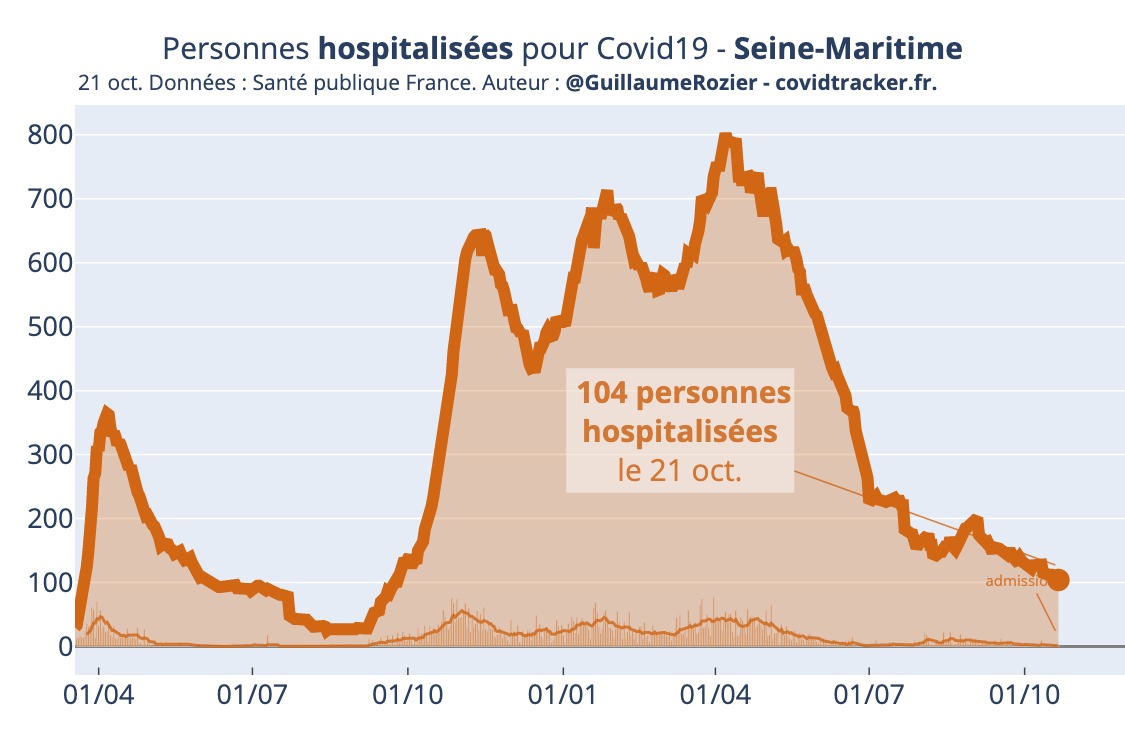 Personnes hospitalisées pour Covid19 - Seine-Maritime
21 oct. Données : Santé publique France. Auteur : @GuillaumeRozier - covidtracker.fr.
800
700
600
500
400
300
200
100
0
104 personnes
hospitalisées
le 21 oct.
admissio
01/04
01/07
01/10
01/01
01/04
01/07
01/10